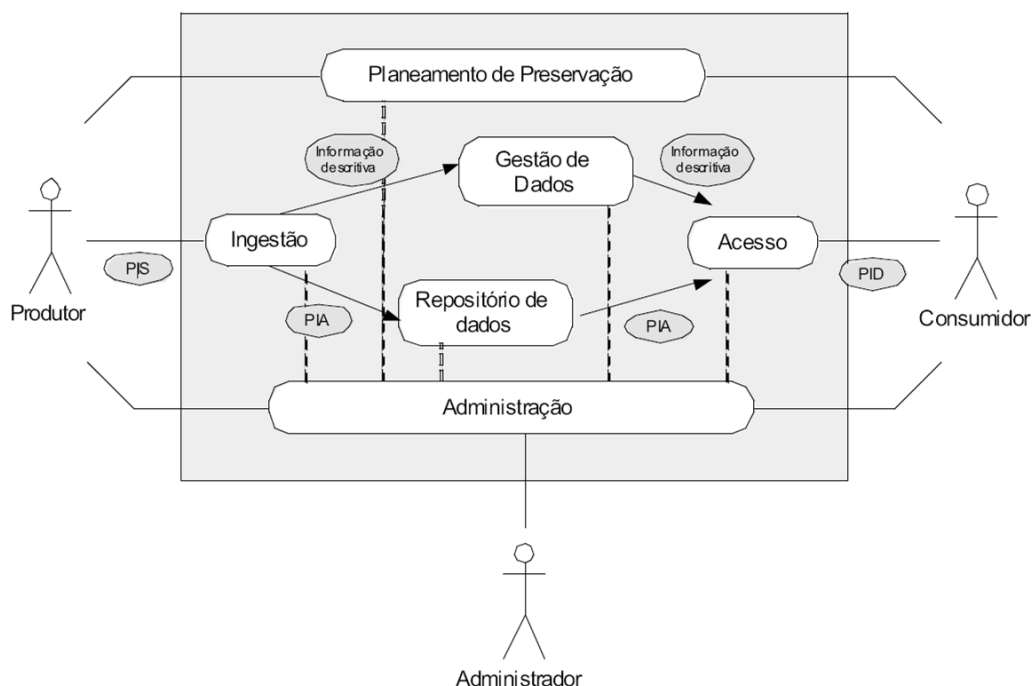 Planeamento de Preservação
Informação
descritiva
Gestão de
Dados
Informação
descritiva
Ingestão
Acesso
PIS
PID
Produtor
Consumidor
PIA
Repositório de
dados
PIA
Administração
Administrador